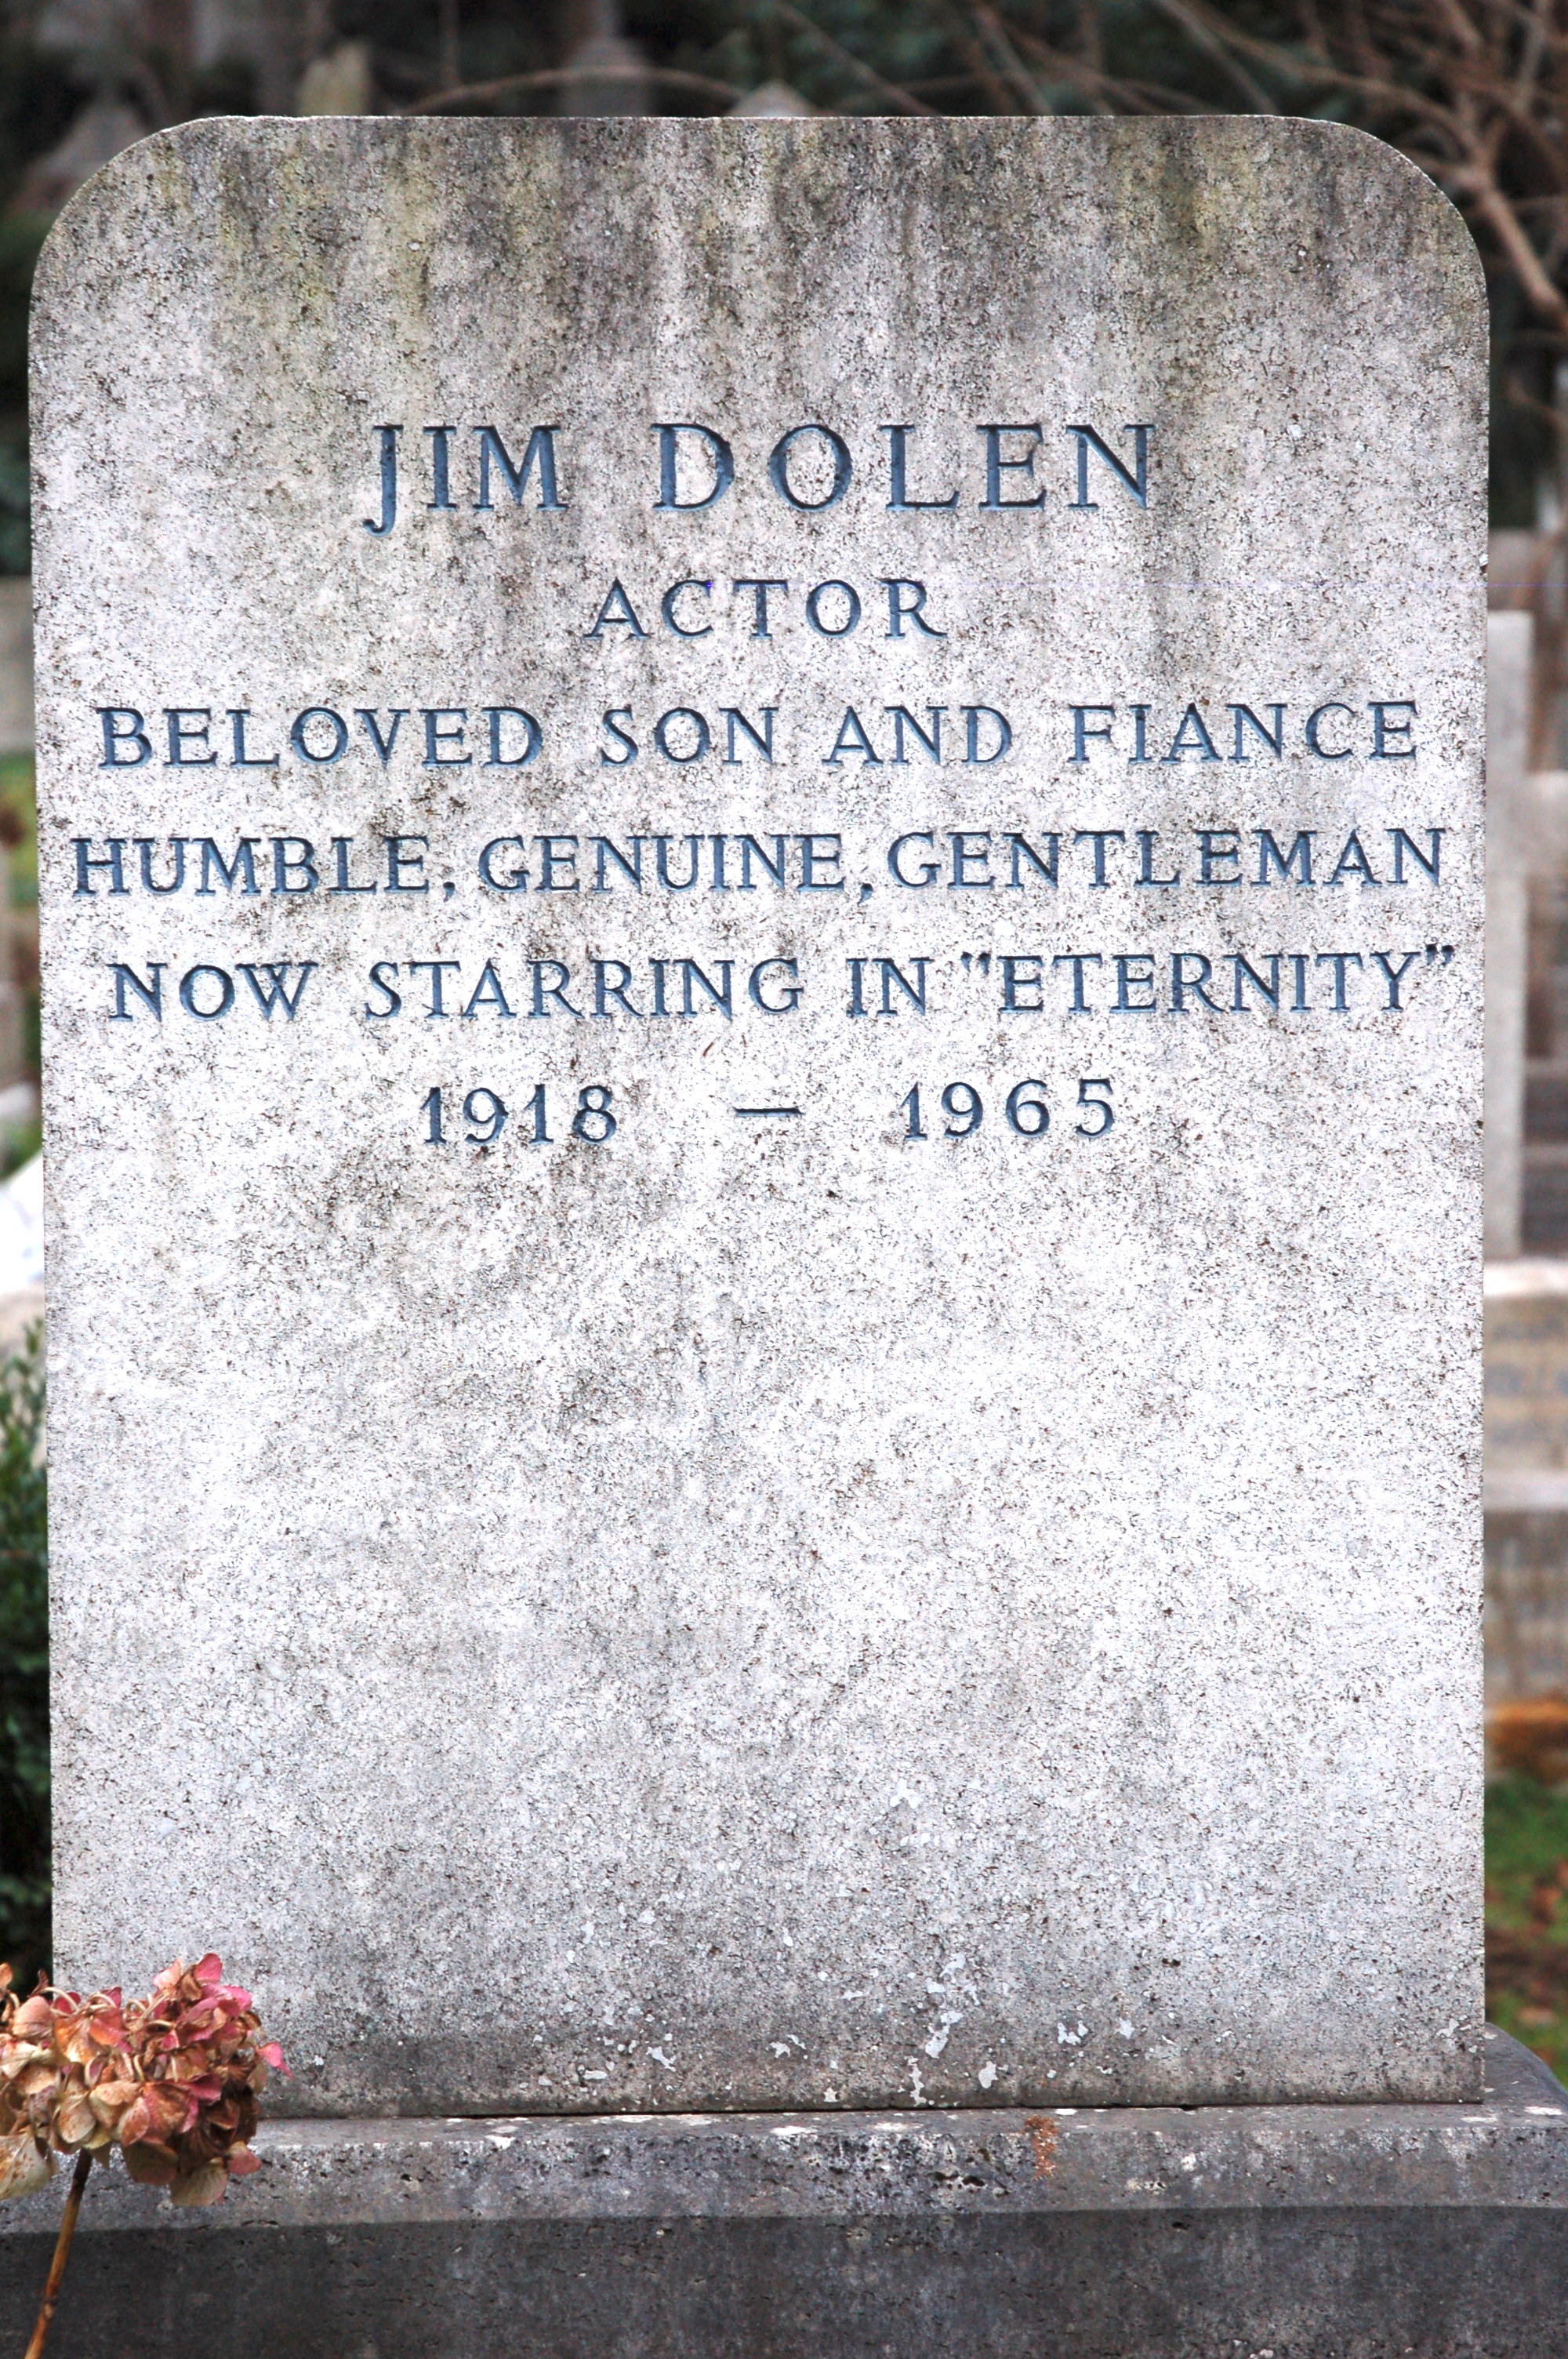 JIM DOLEN
ACTOR
BELOVED SON AND FIANCE
HUMBLE, GENUINE, GENTLEMAN
NOW STARRING IN "ETERNITY"
1918 – 1965